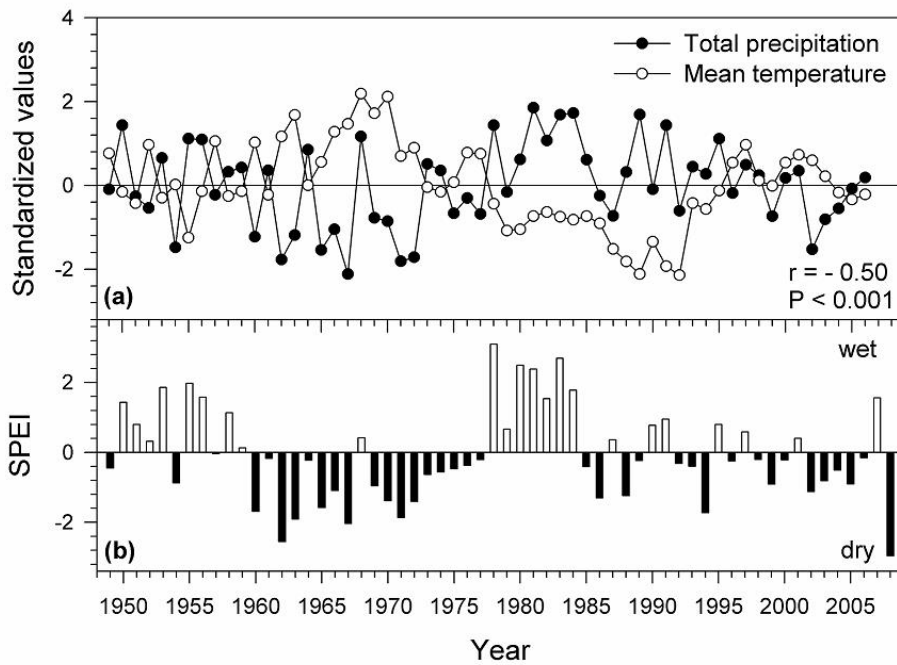 4
2
0
-2
Standardized values
Total precipitation
Mean temperature
(a)
r = - 0.50
P < 0.001
2
0
-2
SPEI
wet
(b)
dry
1950 1955 1960 1965 1970 1975 1980 1985 1990 1995 2000 2005
Year